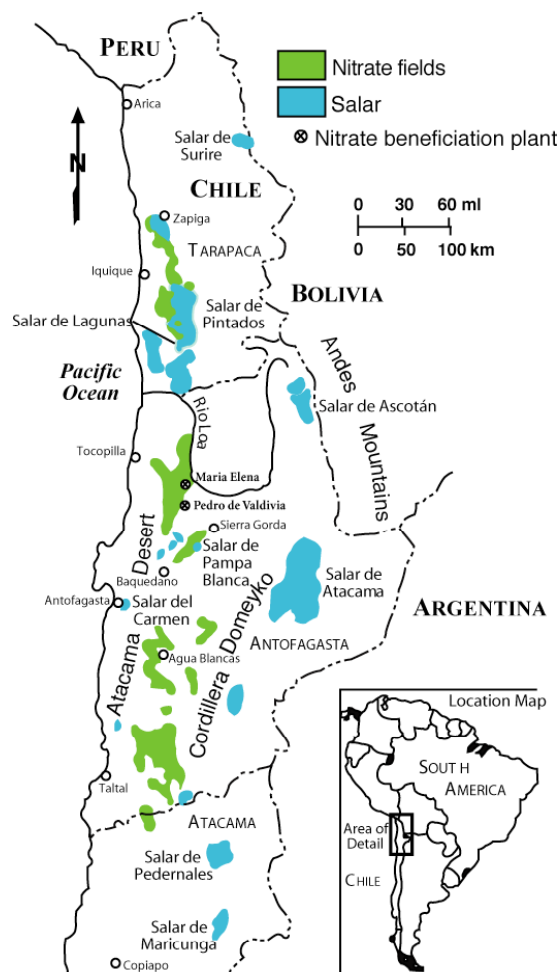 PERU
Nitrate fields
Salar
Nitrate beneficiation plant
Arica
N
Salar de
Surire
CHILE
0 30 60 ml
0 50 100 km
Zapiga
TARAPACA
Iquique
BOLIVIA
Salar de
Pintados
Salar de Lagunas
Pacific
Ocean
Andes
Mountains
Rio Loa
Salar de Ascotán
Tocopilla
Maria Elena
Pedro de Valdivia
Sierra Gorda
Salar de
Pampa
Blanca
Baquedano
Salar de
Atacama
Antofagasta
Salar del
Carmen
ARGENTINA
Atacama Desert
Cordillera Domeyko
ANTOFAGASTA
Agua Blancas
Taltal
ATACAMA
Salar de
Pedernales
Salar de
Maricunga
Copiapo
Location Map
SOUTH
AMERICA
Area of
Detail
CHILE